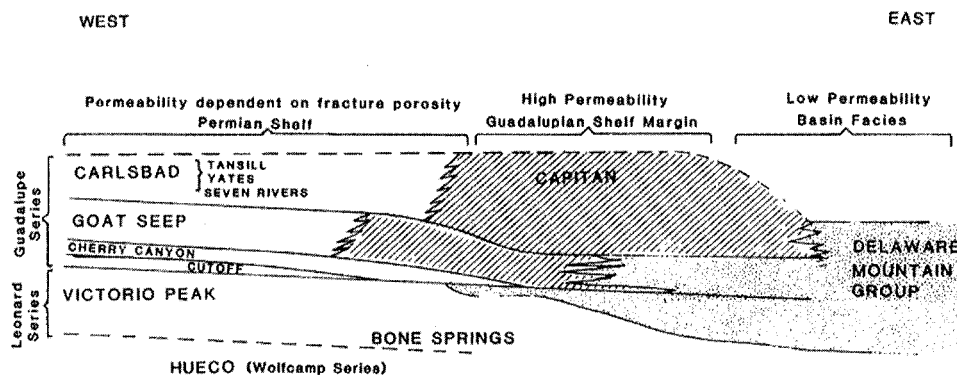 WEST
EAST
Permeability dependent on fracture porosity
Permian Shelf
High Permeability
Guadalupian Shelf Margin
Low Permeability
Basin Facies
Guadalupe
Series
CARLSBAD
TANSILL
YATES
SEVEN RIVERS
CAPITAN
GOAT SEEP
CHERRY CANYON
CUTOFF
DELAWARE
MOUNTAIN
GROUP
Leonard
Series
VICTORIO PEAK
BONE SPRINGS
HUECO (Wolfcamp Series)